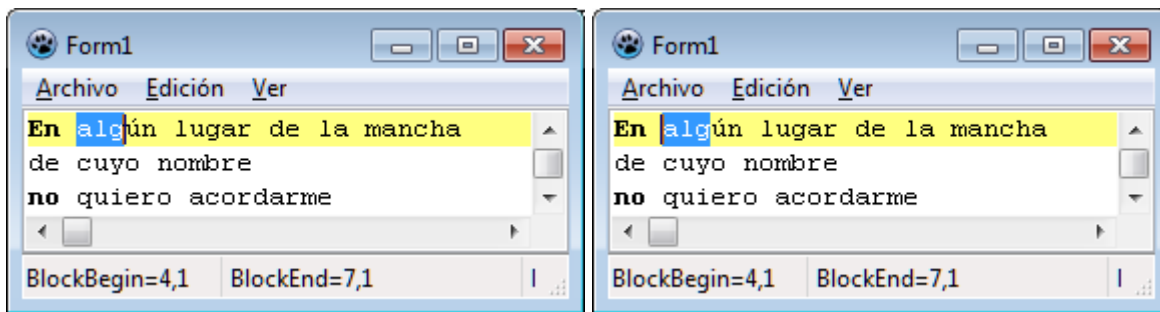 Form1
Archivo Edición Ver
En algún lugar de la mancha
de cuyo nombre
no quiero acordarme
BlockBegin=4,1 BlockEnd=7,1 I
Form1
Archivo Edición Ver
En algún lugar de la mancha
de cuyo nombre
no quiero acordarme
BlockBegin=4,1 BlockEnd=7,1 I